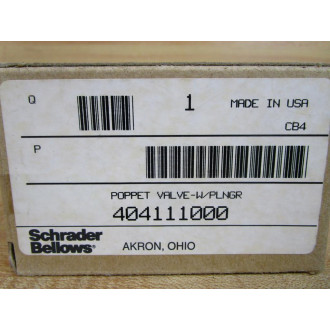 Q 1 MADE IN USA
CB4
P
POPPET VALVE-W/PLNGR
404111000
Schrader
Bellows®
AKRON, OHIO